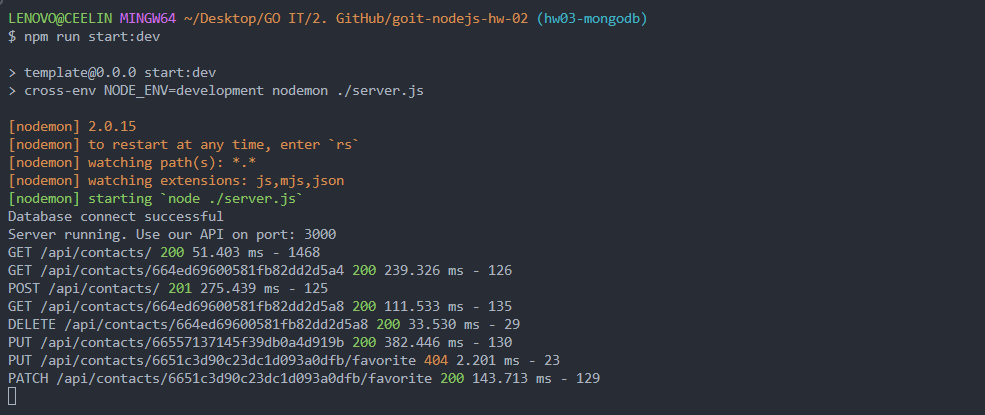 LENOVO@CEELIN MINGW64 ~/Desktop/GO IT/2. GitHub/goit-nodejs-hw-02 (hw03-mongodb)
$ npm run start:dev
> template@0.0.0 start:dev
> cross-env NODE_ENV=development nodemon ./server.js
[nodemon] 2.0.15
[nodemon] to restart at any time, enter `rs`
[nodemon] watching path(s): *.*
[nodemon] watching extensions: js,mjs,json
[nodemon] starting `node ./server.js`
Database connect successful
Server running. Use our API on port: 3000
GET /api/contacts/ 200 51.403 ms - 1468
GET /api/contacts/664ed69600581fb82dd2d5a4 200 239.326 ms - 126
POST /api/contacts/ 201 275.439 ms - 125
GET /api/contacts/664ed69600581fb82dd2d5a8 200 111.533 ms - 135
DELETE /api/contacts/664ed69600581fb82dd2d5a8 200 33.530 ms - 29
PUT /api/contacts/66557137145f39db0a4d919b 200 382.446 ms - 130
PUT /api/contacts/6651c3d90c23dc1d093a0dfb/favorite 404 2.201 ms - 23
PATCH /api/contacts/6651c3d90c23dc1d093a0dfb/favorite 200 143.713 ms - 129